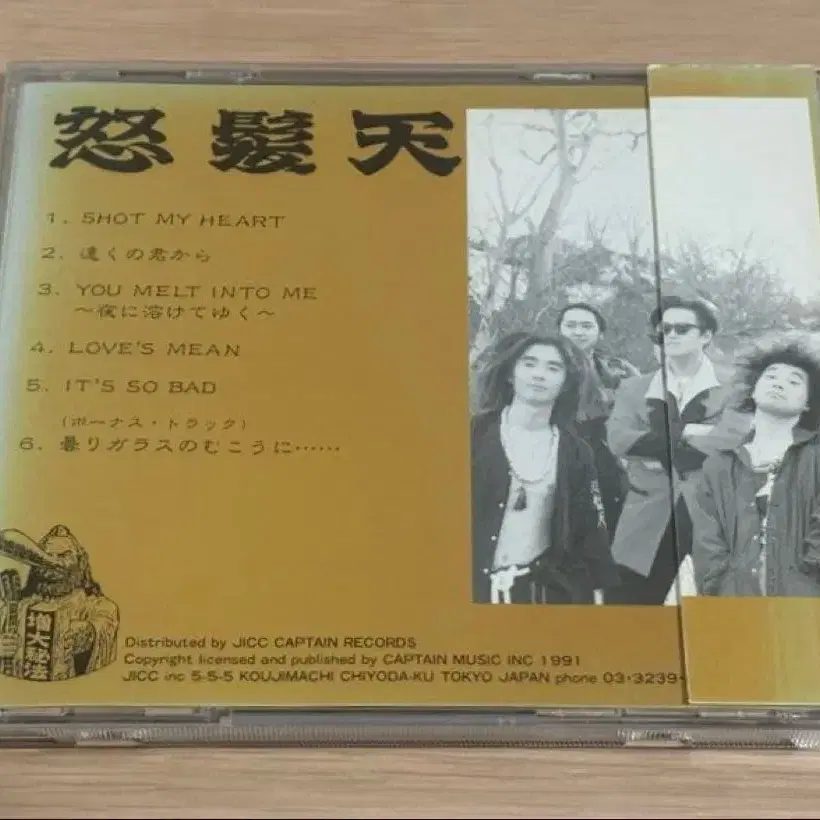 怒髪天
1. SHOT MY HEART
2. 遠くの君から
3. YOU MELT INTO ME
〜夜に溶けてゆく〜
4. LOVE'S MEAN
5. IT'S SO BAD
(ボーナス・トラック)
6.曇りガラスのむこうに……
Distributed by JICC CAPTAIN RECORDS
Copyright licensed and published by CAPTAIN MUSIC INC 1991
JICC inc 5-5-5 KOUJIMACHI CHIYODA-KU TOKYO JAPAN phone 03·3239·